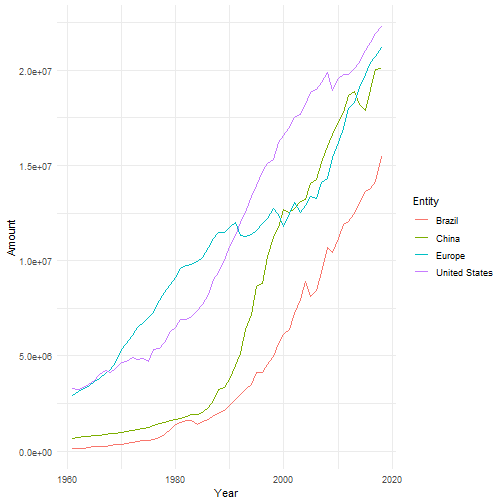 2.0e+07
1.5e+07
1.0e+07
5.0e+06
0.0e+00
Amount
1960
1980
2000
2020
Year
Entity
Brazil
China
Europe
United States